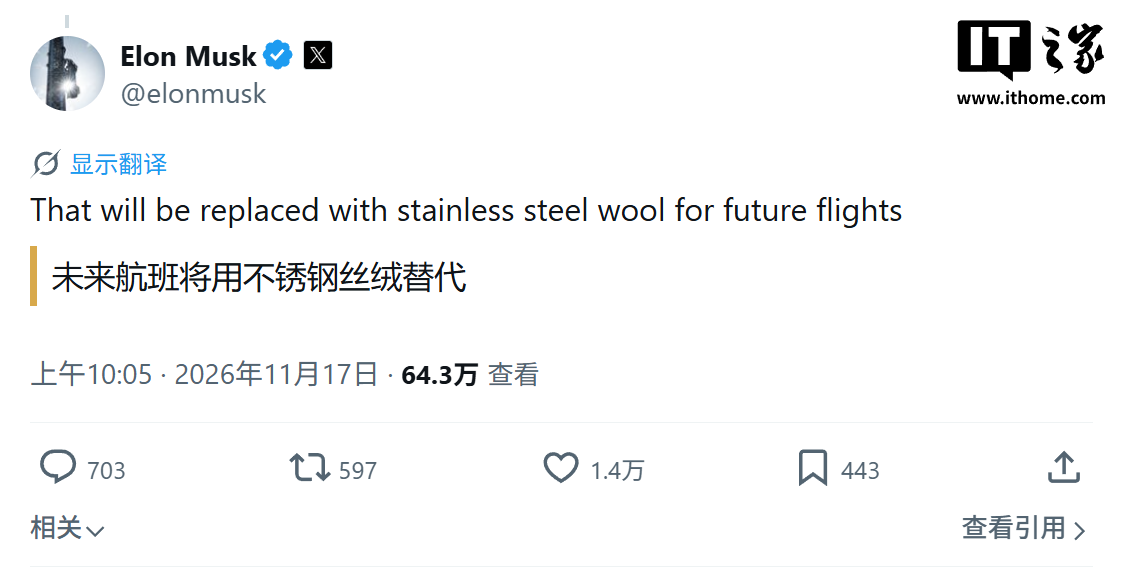 Elon Musk
@elonmusk
IT之家
www.ithome.com
显示翻译
That will be replaced with stainless steel wool for future flights
未来航班将用不锈钢丝绒替代
上午10:05 · 2026年11月17日 · 64.3万 查看
703 597 1.4万 443
相关 查看引用